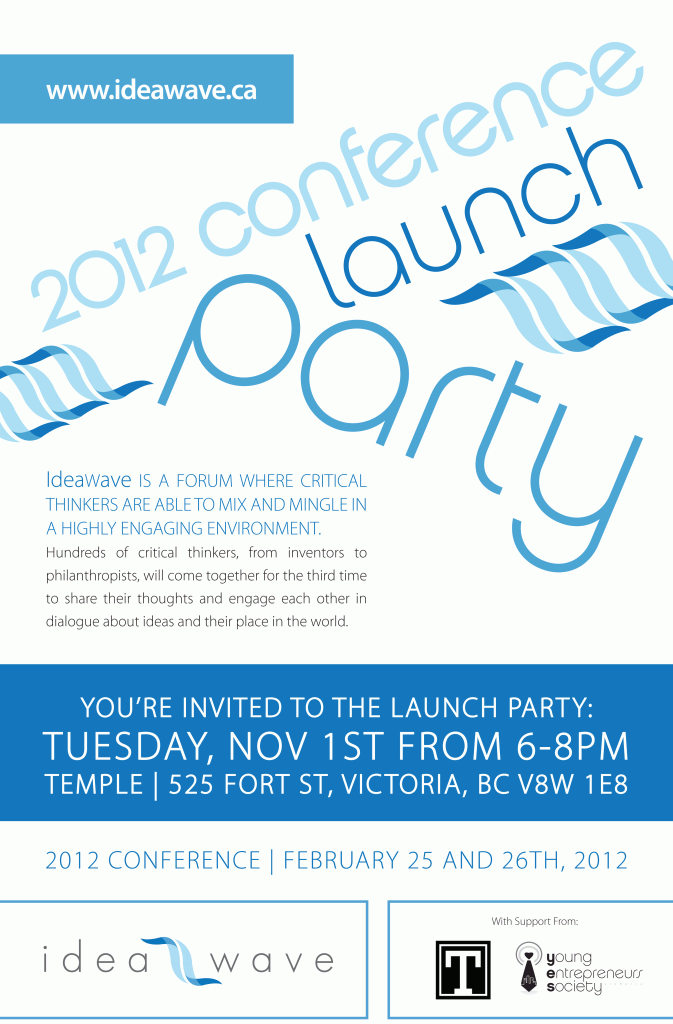 www.ideawave.ca
2012 conference
launch
party
Ideawave IS A FORUM WHERE CRITICAL
THINKERS ARE ABLE TO MIX AND MINGLE IN
A HIGHLY ENGAGING ENVIRONMENT.
Hundreds of critical thinkers, from inventors to
philanthropists, will come together for the third time
to share their thoughts and engage each other in
dialogue about ideas and their place in the world.
YOU'RE INVITED TO THE LAUNCH PARTY:
TUESDAY, NOV 1ST FROM 6-8PM
TEMPLE | 525 FORT ST, VICTORIA, BC V8W 1E8
2012 CONFERENCE | FEBRUARY 25 AND 26TH, 2012
idea wave
With Support From:
T
young
entrepreneurs
society